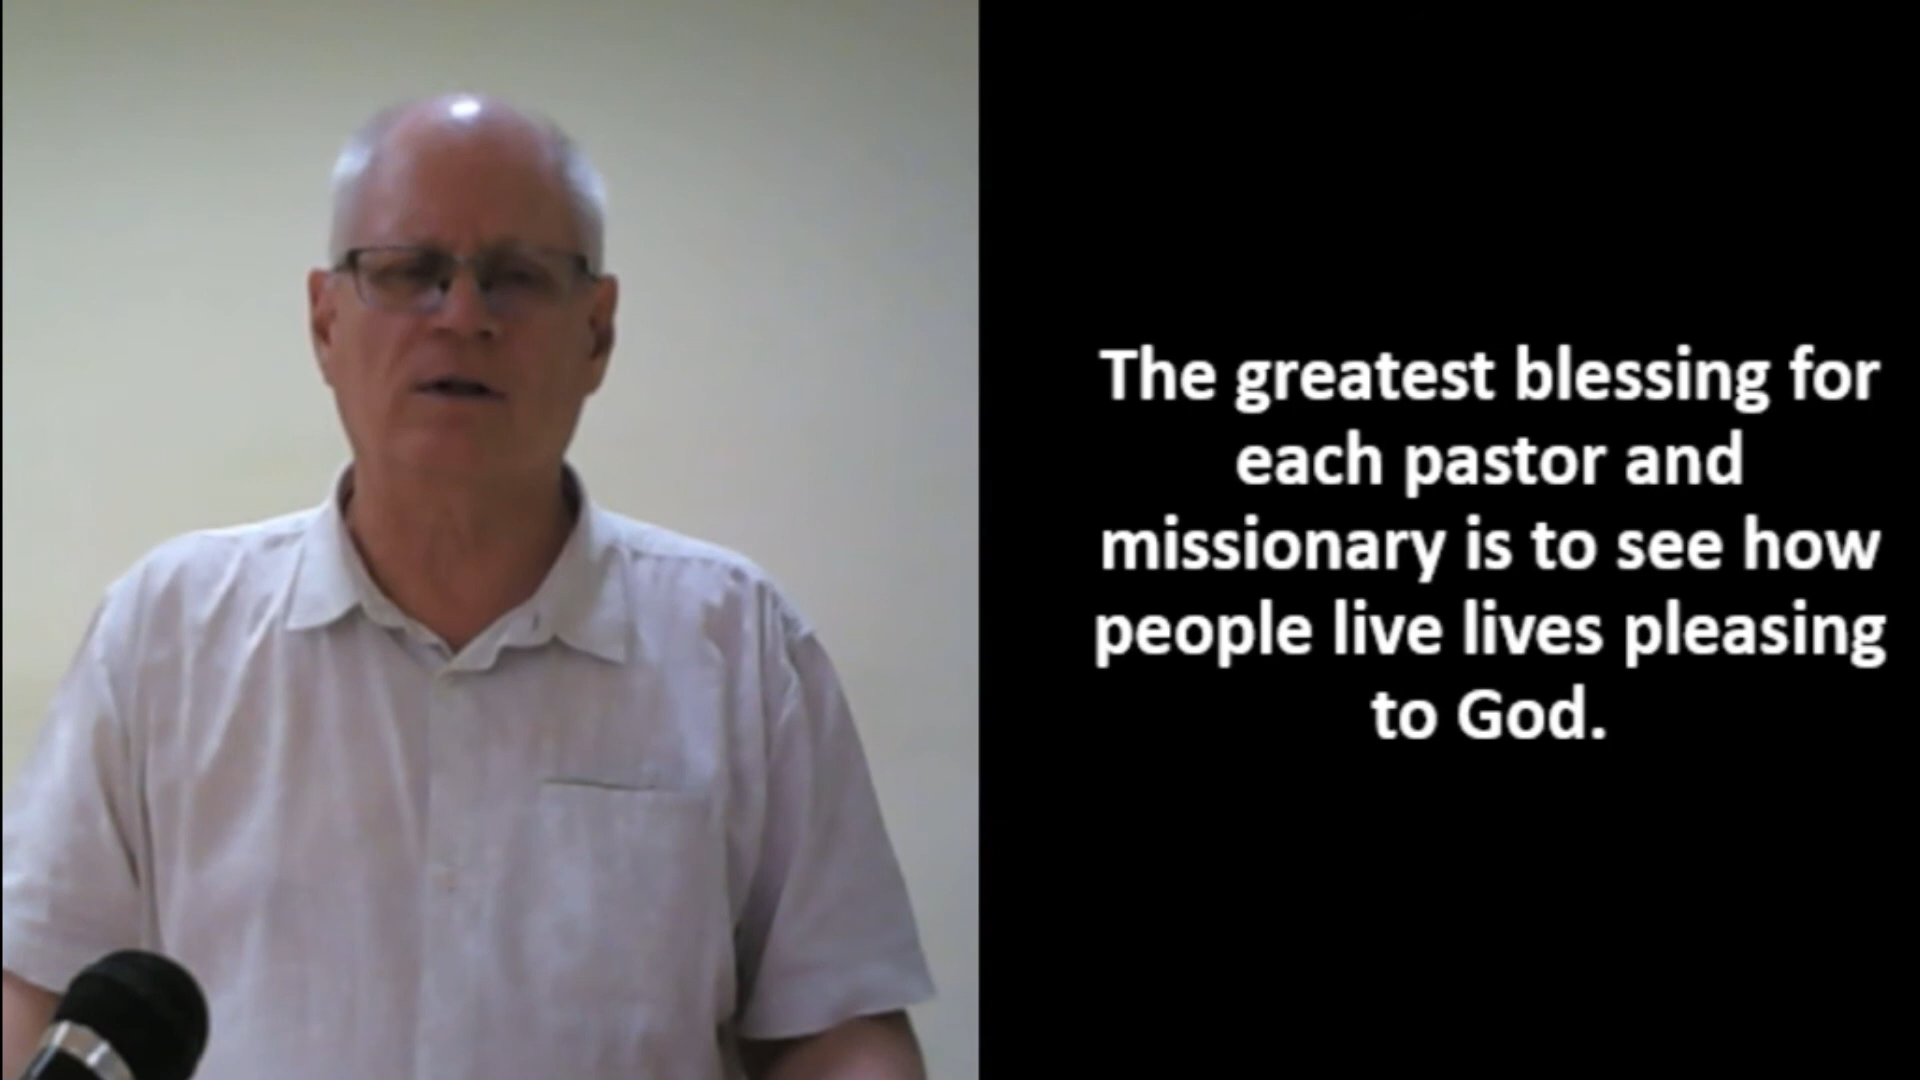 The greatest blessing for
each pastor and
missionary is to see how
people live lives pleasing
to God.